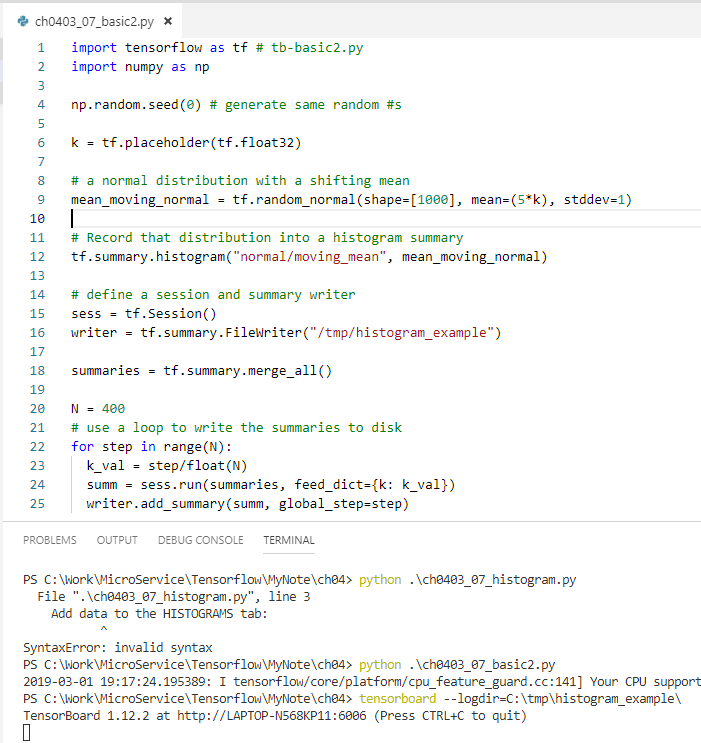 ch0403_07_basic2.py ×
1 import tensorflow as tf # tb-basic2.py
2 import numpy as np
3
4 np.random.seed(0) # generate same random #s
5
6 k = tf.placeholder(tf.float32)
7
8 # a normal distribution with a shifting mean
9 mean_moving_normal = tf.random_normal(shape=[1000], mean=(5*k), stddev=1)
10
11 # Record that distribution into a histogram summary
12 tf.summary.histogram("normal/moving_mean", mean_moving_normal)
13
14 # define a session and summary writer
15 sess = tf.Session()
16 writer = tf.summary.FileWriter("/tmp/histogram_example")
17
18 summaries = tf.summary.merge_all()
19
20 N = 400
21 # use a loop to write the summaries to disk
22 for step in range(N):
23 k_val = step/float(N)
24 summ = sess.run(summaries, feed_dict={k: k_val})
25 writer.add_summary(summ, global_step=step)
PROBLEMS OUTPUT DEBUG CONSOLE TERMINAL
PS C:\Work\MicroService\Tensorflow\MyNote\ch04> python .\ch0403_07_histogram.py
File ".\ch0403_07_histogram.py", line 3
Add data to the HISTOGRAMS tab:
^
SyntaxError: invalid syntax
PS C:\Work\MicroService\Tensorflow\MyNote\ch04> python .\ch0403_07_basic2.py
2019-03-01 19:17:24.195389: I tensorflow/core/platform/cpu_feature_guard.cc:141] Your CPU support
PS C:\Work\MicroService\Tensorflow\MyNote\ch04> tensorboard --logdir=C:\tmp\histogram_example\
TensorBoard 1.12.2 at http://LAPTOP-N568KP11:6006 (Press CTRL+C to quit)